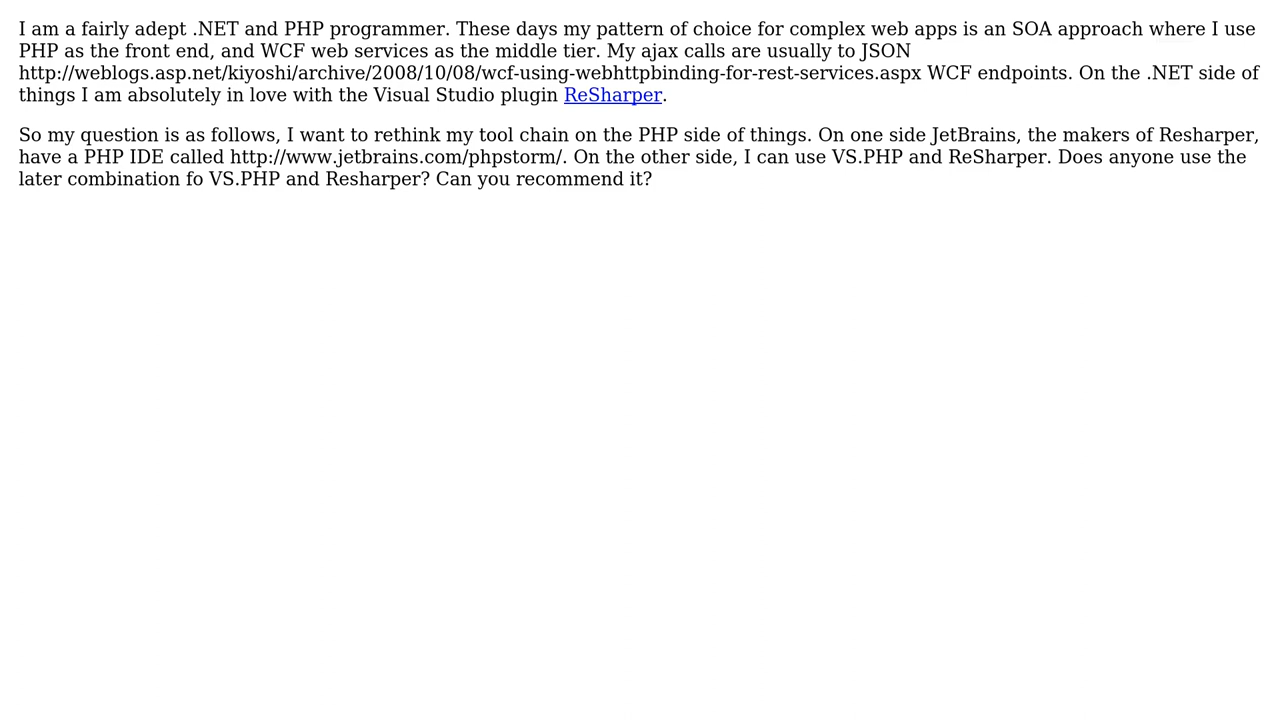 I am a fairly adept .NET and PHP programmer. These days my pattern of choice for complex web apps is an SOA approach where I use
PHP as the front end, and WCF web services as the middle tier. My ajax calls are usually to JSON
http://weblogs.asp.net/kiyoshi/archive/2008/10/08/wcf-using-webhttpbinding-for-rest-services.aspx WCF endpoints. On the .NET side of
things I am absolutely in love with the Visual Studio plugin ReSharper.
So my question is as follows, I want to rethink my tool chain on the PHP side of things. On one side JetBrains, the makers of Resharper,
have a PHP IDE called http://www.jetbrains.com/phpstorm/. On the other side, I can use VS.PHP and ReSharper. Does anyone use the
later combination fo VS.PHP and Resharper? Can you recommend it?